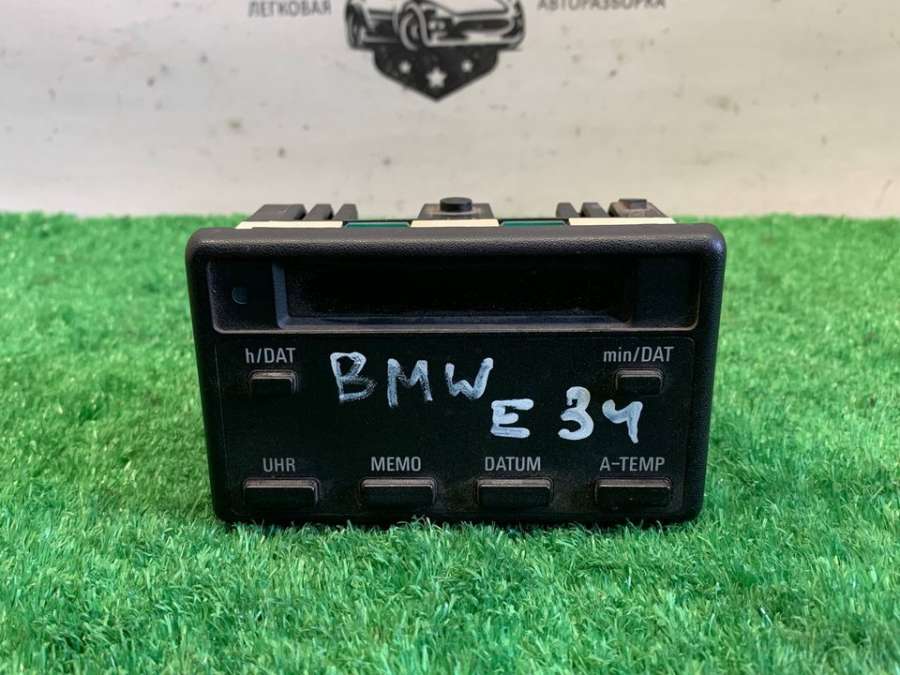 ЛЕГКОВАЯ АВТОРАЗБОРКА
h/DAT min/DAT
BMW
E 34
UHR MEMO DATUM A-TEMP